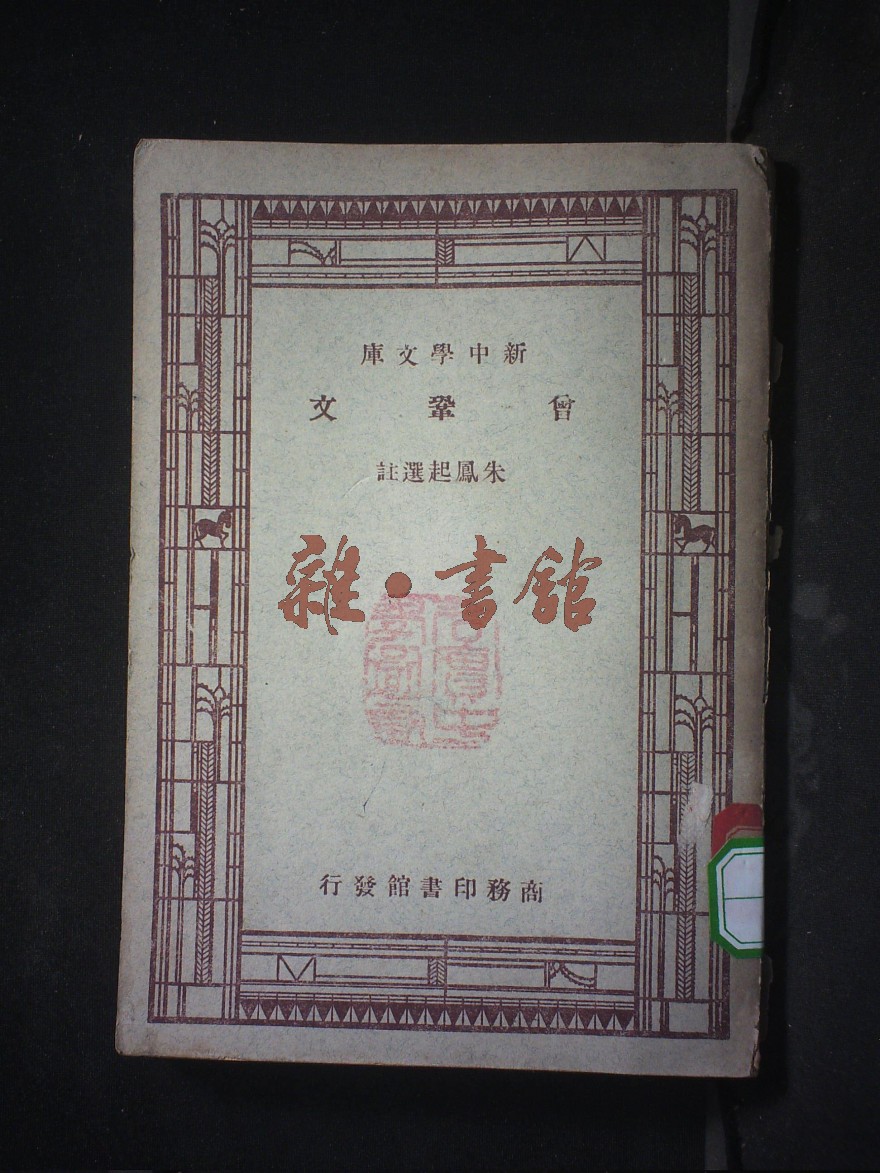 新中學文庫
曾鞏文
朱鳳起選註
雜·書館
商務印書館發行